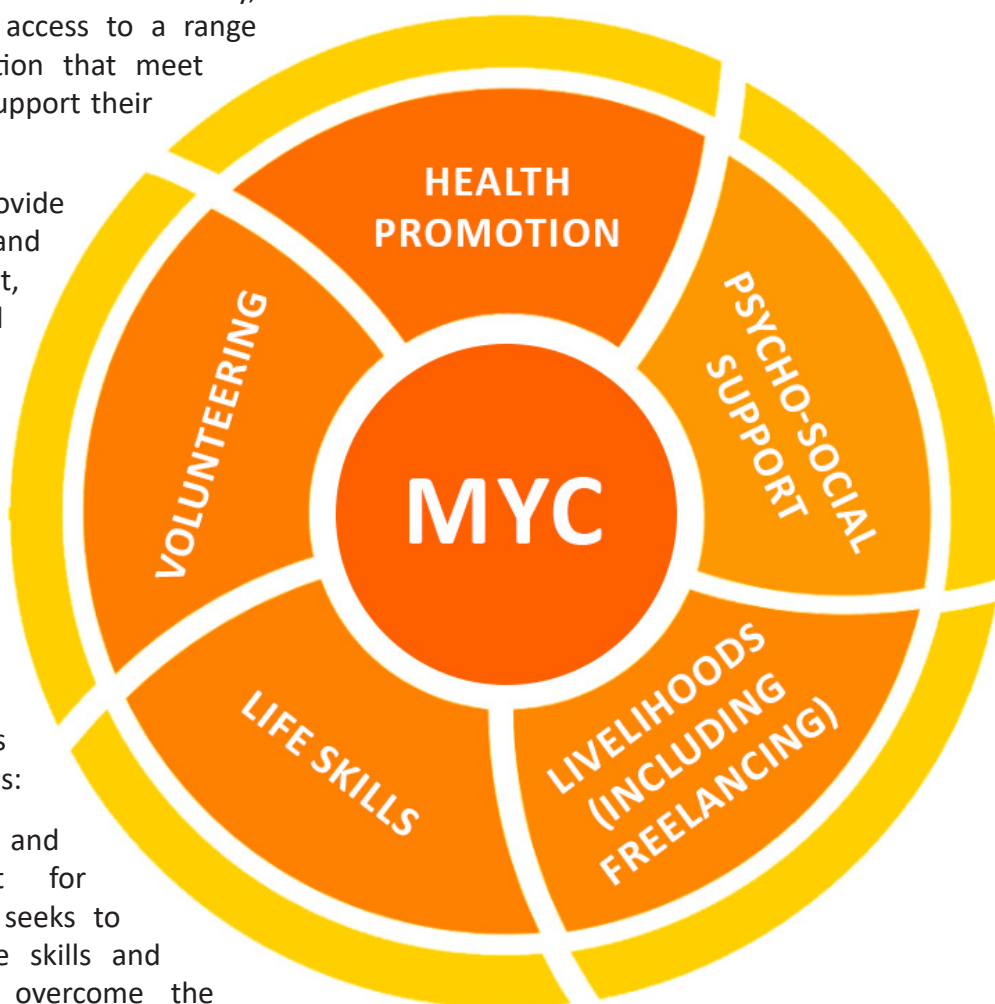 access to a range
tion that meet
upport their
ovide
and
t,
s:
and
t for
seeks to
e skills and
overcome the
HEALTH
PROMOTION
PSYCHO-SOCIAL
SUPPORT
LIVELIHOODS
(INCLUDING
FREELANCING)
LIFE SKILLS
VOLUNTEERING
MYC